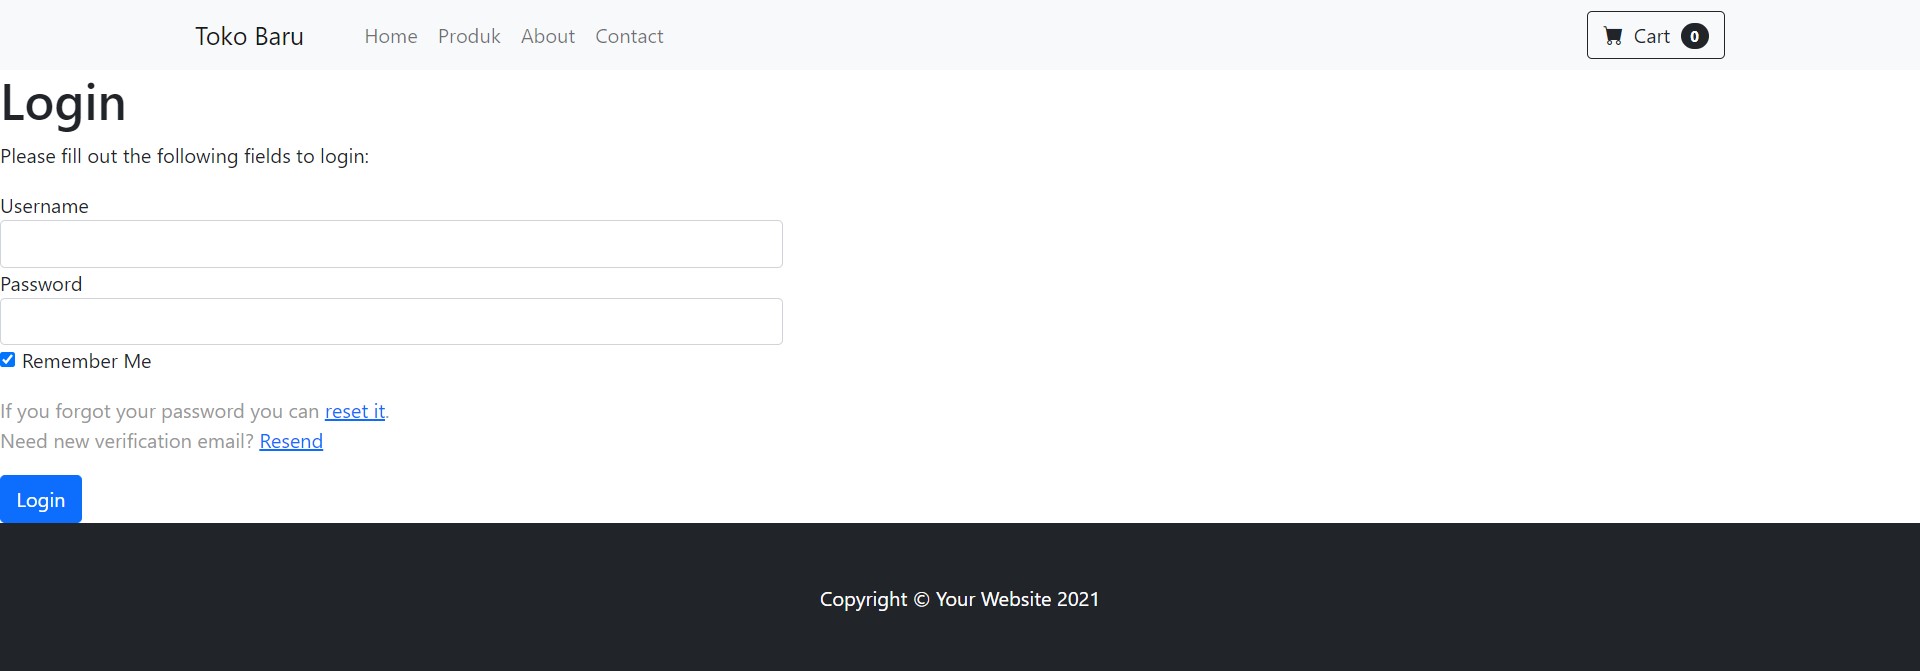 Toko Baru Home Produk About Contact Cart 0
Login
Please fill out the following fields to login:
Username
Password
Remember Me
If you forgot your password you can reset it.
Need new verification email? Resend
Login
Copyright © Your Website 2021